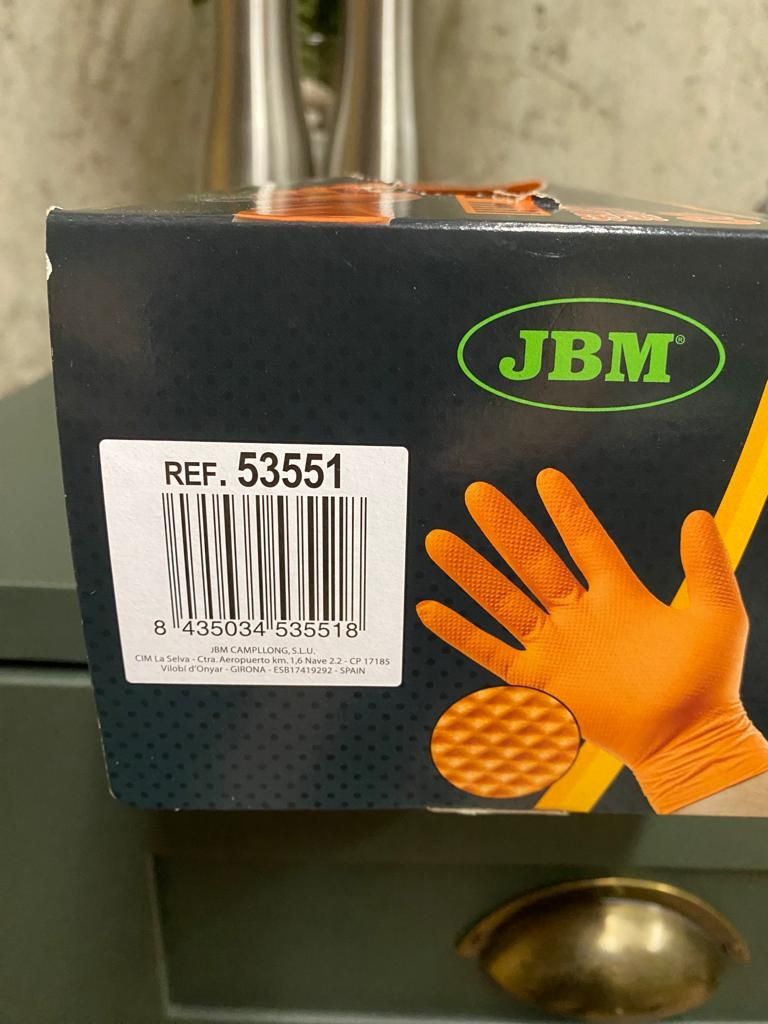 JBM®
REF. 53551
8 435034 535518
JBM CAMPLLONG, S.L.U.
CIM La Selva - Ctra. Aeropuerto km. 1,6 Nave 2.2 - CP 17185
Vilobí d'Onyar - GIRONA - ESB17419292 - SPAIN